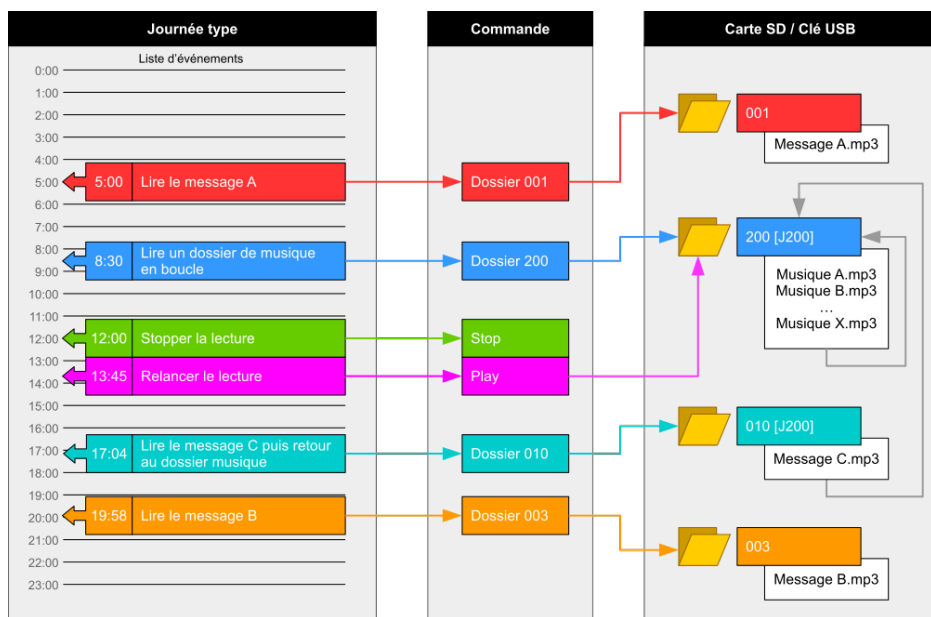 Journée type
Commande
Carte SD / Clé USB
Liste d'événements
0:00
1:00
2:00
3:00
4:00
5:00
6:00
7:00
8:00
9:00
10:00
11:00
12:00
13:00
14:00
15:00
16:00
17:00
18:00
19:00
20:00
21:00
22:00
23:00
5:00 Lire le message A
8:30 Lire un dossier de musique
en boucle
12:00 Stopper la lecture
13:45 Relancer le lecture
17:04 Lire le message C puis retour
au dossier musique
19:58 Lire le message B
Dossier 001
Dossier 200
Stop
Play
Dossier 010
Dossier 003
001
Message A.mp3
200 [J200]
Musique A.mp3
Musique B.mp3
...
Musique X.mp3
010 [J200]
Message C.mp3
003
Message B.mp3